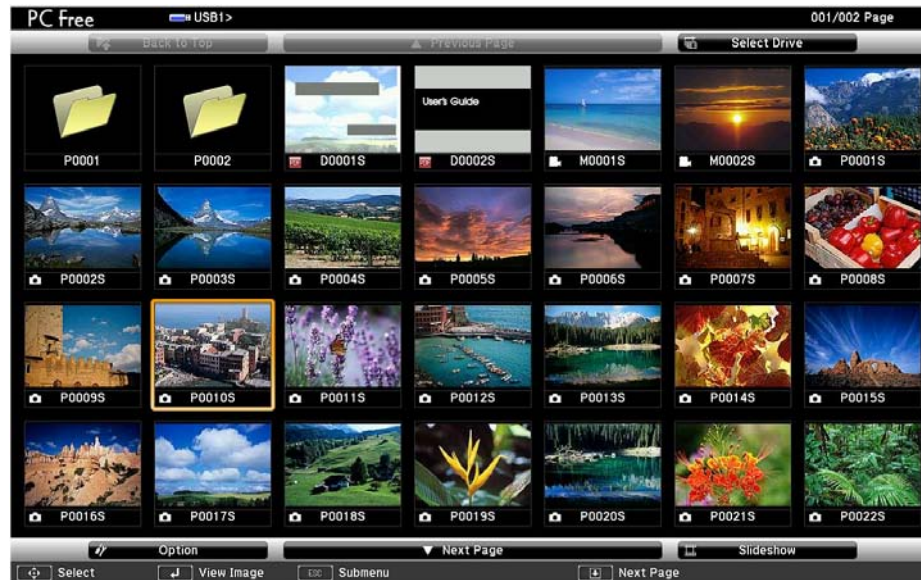 PC Free USB1> 001/002 Page
Back to Top Previous Page Select Drive
User's Guide
P0001 P0002 D0001S D0002S M0001S M0002S P0001S
P0002S P0003S P0004S P0005S P0006S P0007S P0008S
P0009S P0010S P0011S P0012S P0013S P0014S P0015S
P0016S P0017S P0018S P0019S P0020S P0021S P0022S
Option Next Page Slideshow
Select View Image ESC Submenu Next Page